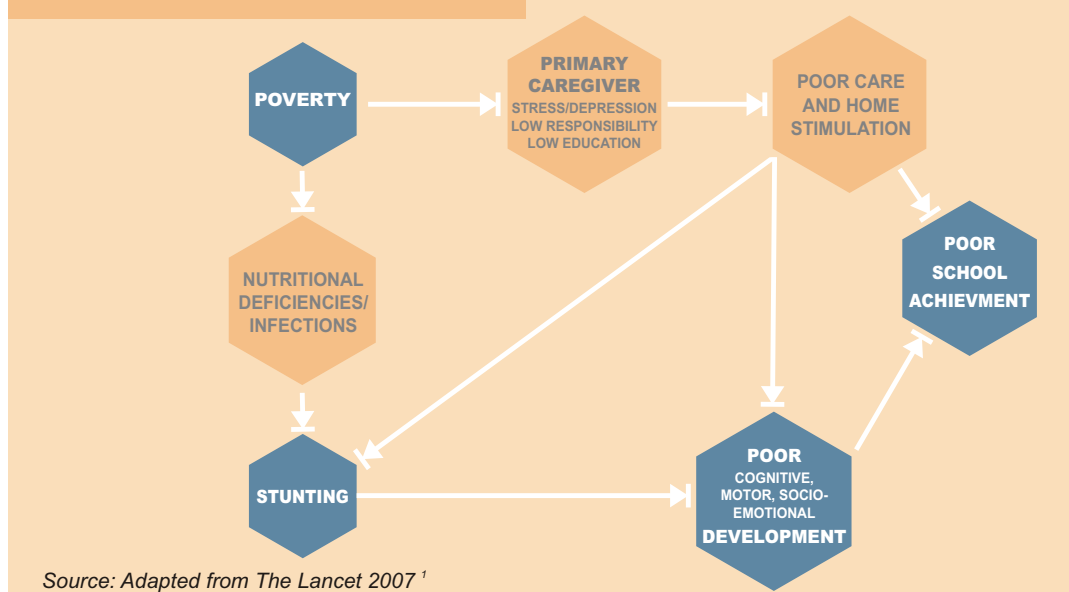 POVERTY
PRIMARY
CAREGIVER
STRESS/DEPRESSION
LOW RESPONSIBILITY
LOW EDUCATION
POOR CARE
AND HOME
STIMULATION
NUTRITIONAL
DEFICIENCIES/
INFECTIONS
POOR
SCHOOL
ACHIEVMENT
STUNTING
POOR
COGNITIVE,
MOTOR, SOCIO-
EMOTIONAL
DEVELOPMENT
Source: Adapted from The Lancet 2007 1